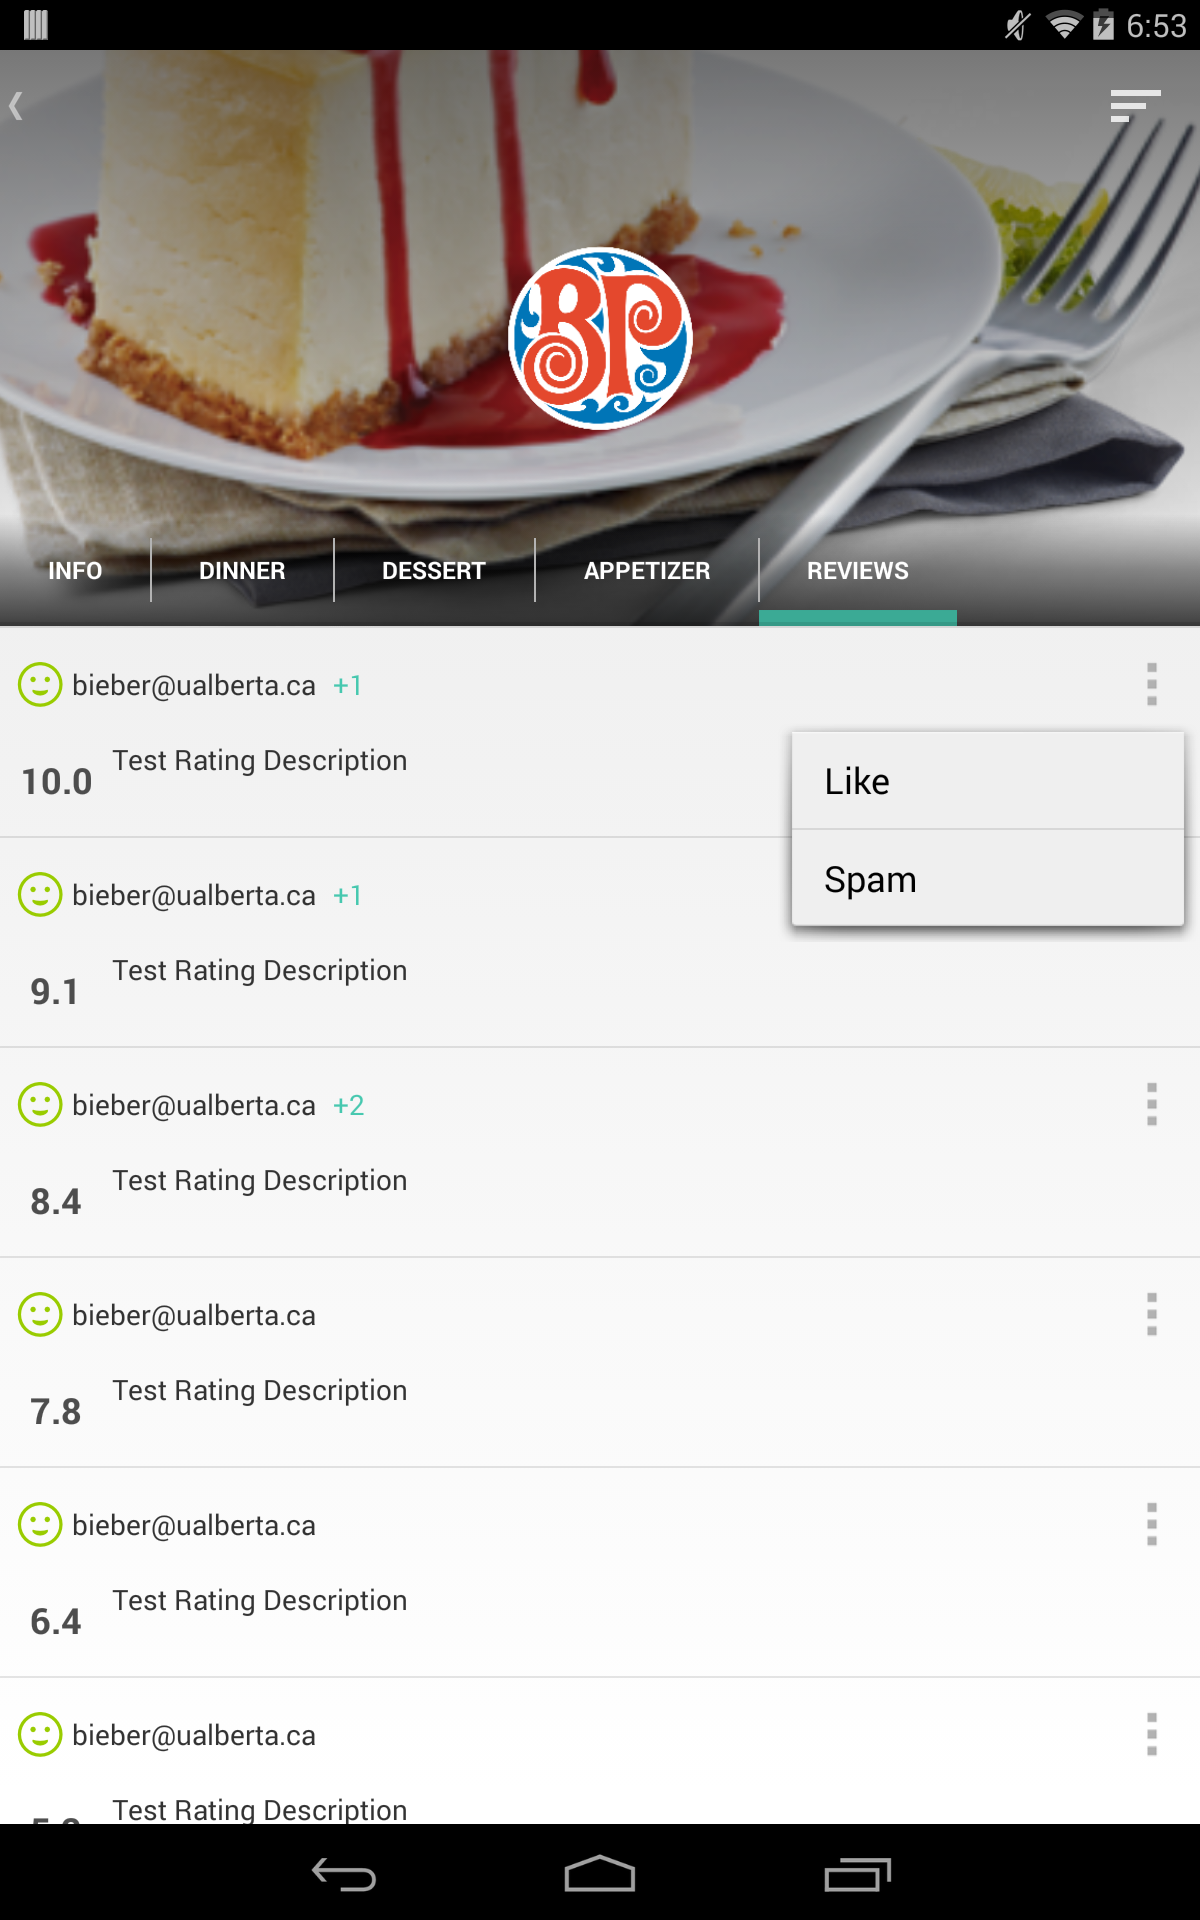 6:53
BP
INFO
DINNER
DESSERT
APPETIZER
REVIEWS
bieber@ualberta.ca +1
Test Rating Description
10.0
Like
Spam
bieber@ualberta.ca +1
Test Rating Description
9.1
bieber@ualberta.ca +2
Test Rating Description
8.4
bieber@ualberta.ca
Test Rating Description
7.8
bieber@ualberta.ca
Test Rating Description
6.4
bieber@ualberta.ca
Test Rating Description